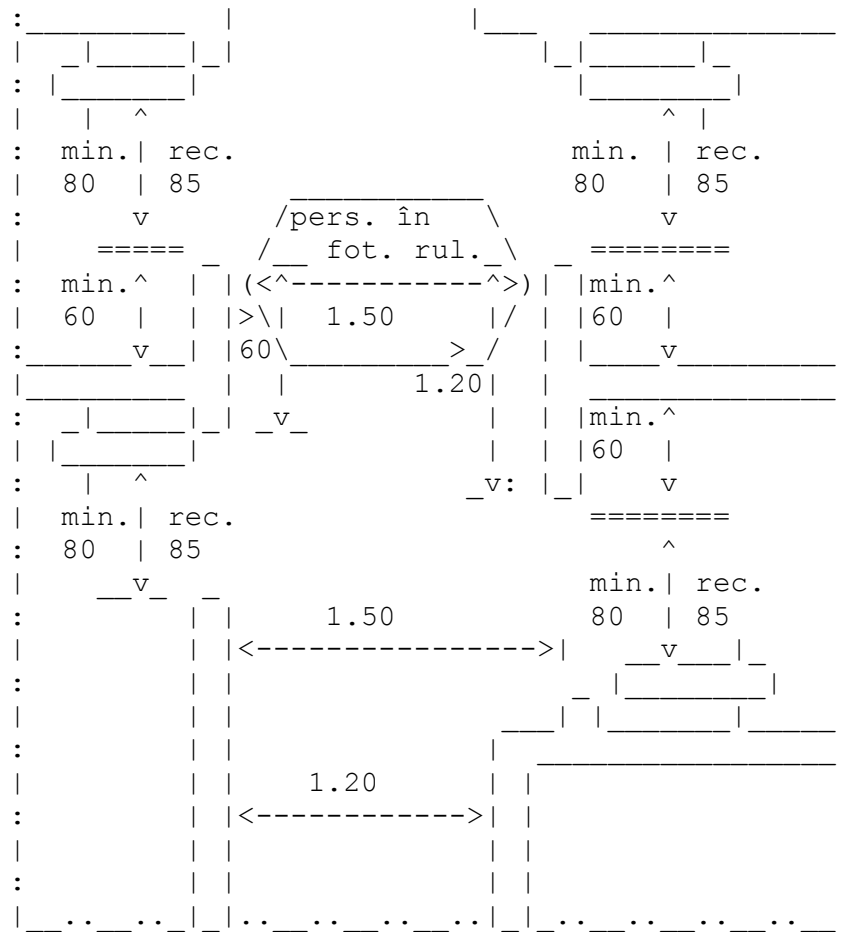 min. rec. min. rec.
80 85 80 85
pers. în
fot. rul.
min. min.
60 1.50 60
60
1.20
min.
60
min. rec.
80 85
min. rec.
1.50 80 85
1.20